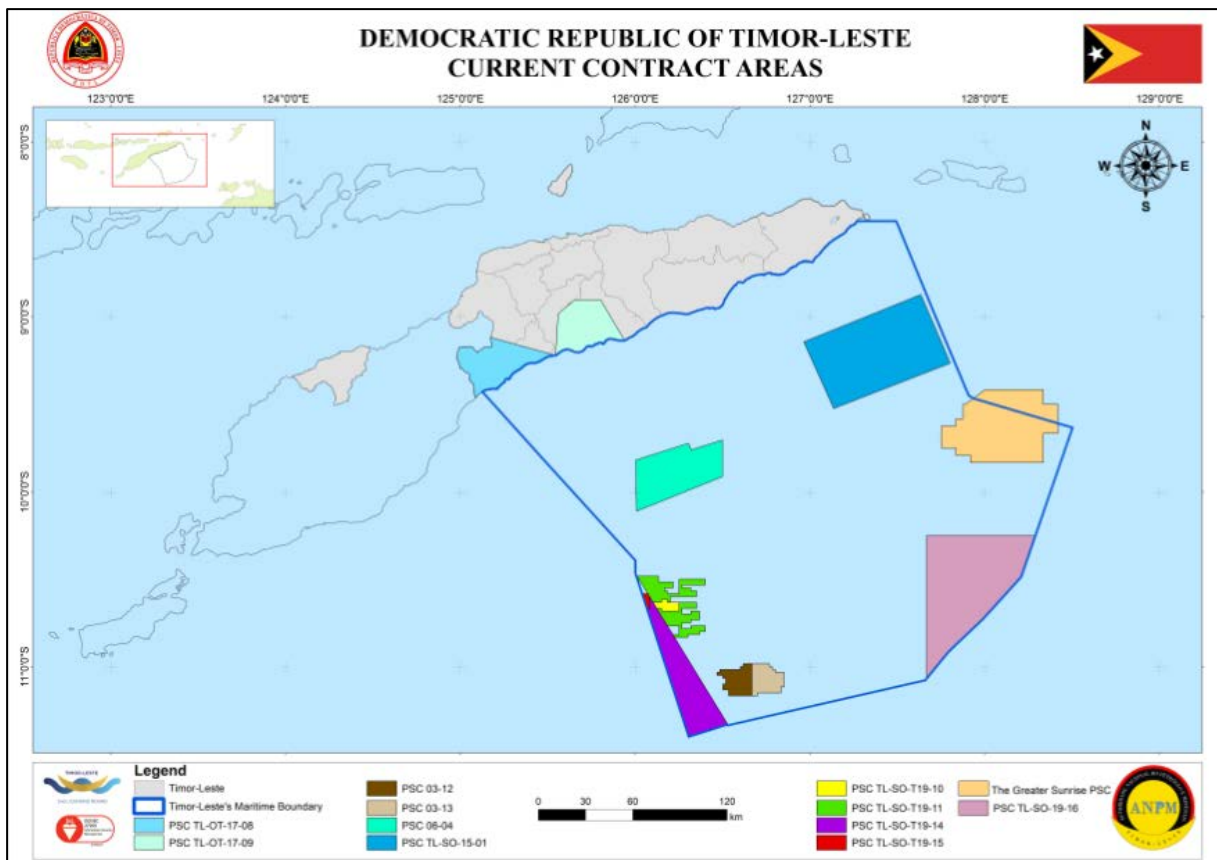 DEMOCRATIC REPUBLIC OF TIMOR-LESTE
CURRENT CONTRACT AREAS
123°0'0"E
124°0'0"E
125°0'0"E
126°0'0"E
127°0'0"E
128°0'0"E
129°0'0"E
8°0'0"S
9°0'0"S
10°0'0"S
11°0'0"S
N
W
E
S
Legend
Timor-Leste
Timor-Leste's Maritime Boundary
PSC TL-OT-17-08
PSC TL-OT-17-09
PSC 03-12
PSC 03-13
PSC 06-04
PSC TL-SO-15-01
0 30 60 120
km
PSC TL-SO-T19-10
PSC TL-SO-T19-11
PSC TL-SO-T19-14
PSC TL-SO-T19-15
The Greater Sunrise PSC
PSC TL-SO-19-16
TIMOR-LESTE
ANPM
TIMOR-LESTE